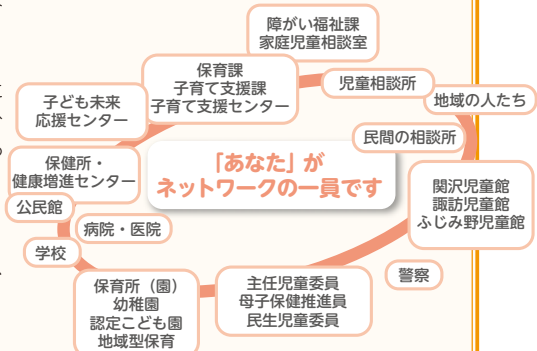 障がい福祉課
家庭児童相談室
保育課
子育て支援課
子育て支援センター
児童相談所
地域の人たち
子ども未来
応援センター
民間の相談所
「あなた」が
ネットワークの一員です
保健所・
健康増進センター
関沢児童館
諏訪児童館
ふじみ野児童館
公民館
病院・医院
学校
警察
保育所（園）
幼稚園
認定こども園
地域型保育
主任児童委員
母子保健推進員
民生児童委員